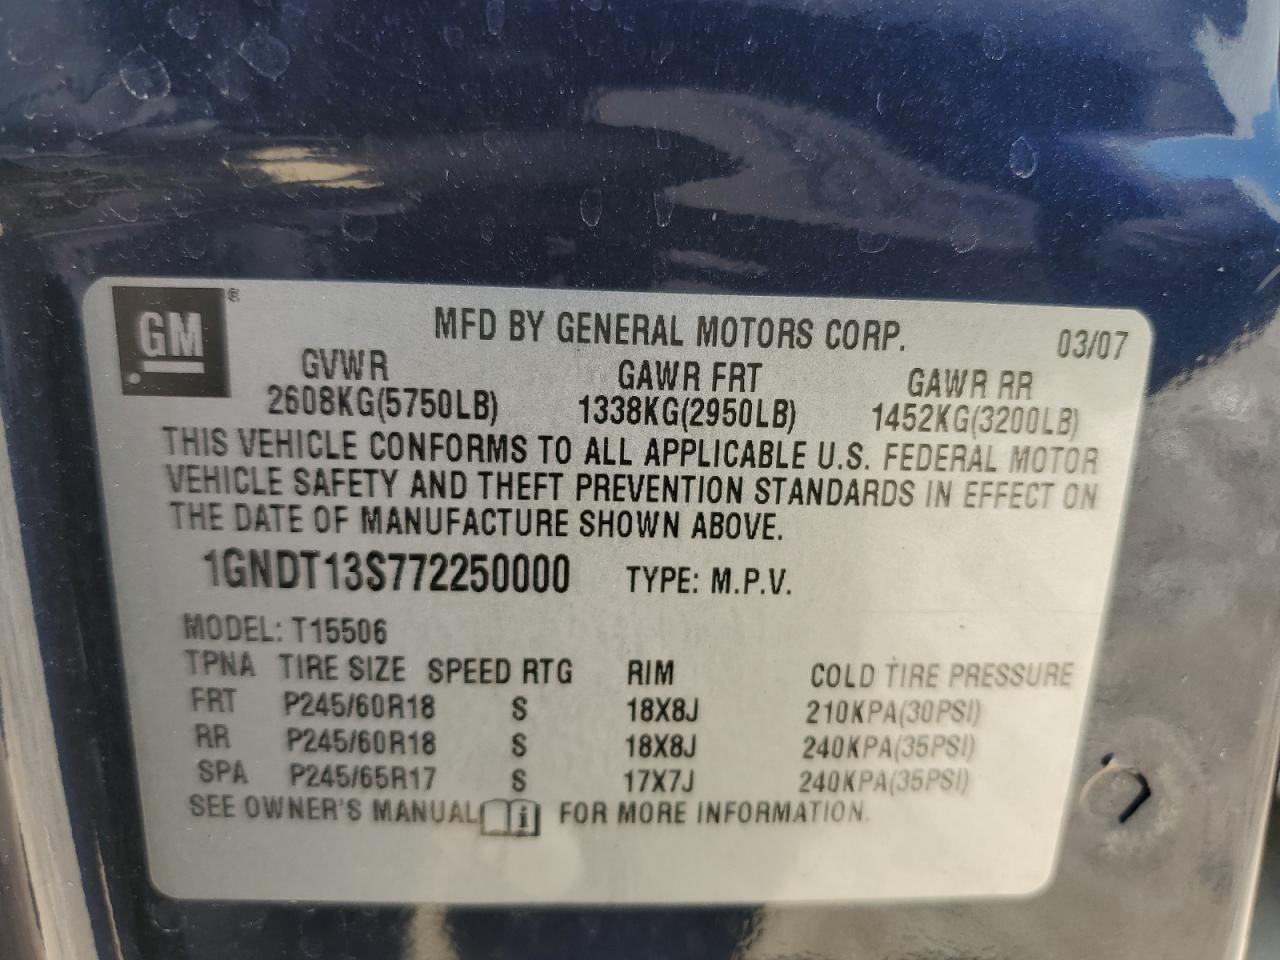 GM ®
MFD BY GENERAL MOTORS CORP. 03/07
GVWR GAWR FRT GAWR RR
2608KG(5750LB) 1338KG(2950LB) 1452KG(3200LB)
THIS VEHICLE CONFORMS TO ALL APPLICABLE U.S. FEDERAL MOTOR
VEHICLE SAFETY AND THEFT PREVENTION STANDARDS IN EFFECT ON
THE DATE OF MANUFACTURE SHOWN ABOVE.
1GNDT13S772250000 TYPE: M.P.V.
MODEL: T15506
TPNA TIRE SIZE SPEED RTG RIM COLD TIRE PRESSURE
FRT P245/60R18 S 18X8J 210KPA(30PSI)
RR P245/60R18 S 18X8J 240KPA(35PSI)
SPA P245/65R17 S 17X7J 240KPA(35PSI)
SEE OWNER'S MANUAL i FOR MORE INFORMATION.